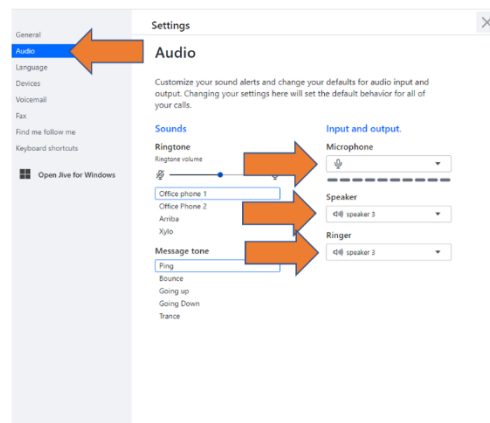 General
Audio
Language
Devices
Voicemail
Fax
Find me follow me
Keyboard shortcuts
Open Jive for Windows
Settings
Audio
Customize your sound alerts and change your defaults for audio input and
output. Changing your settings here will set the default behavior for all of
your calls.
Sounds
Ringtone
Ringtone volume
Office phone 1
Office Phone 2
Arriba
Xylo
Message tone
Ping
Bounce
Going up
Going Down
Trance
Input and output.
Microphone
Speaker
speaker 3
Ringer
speaker 3